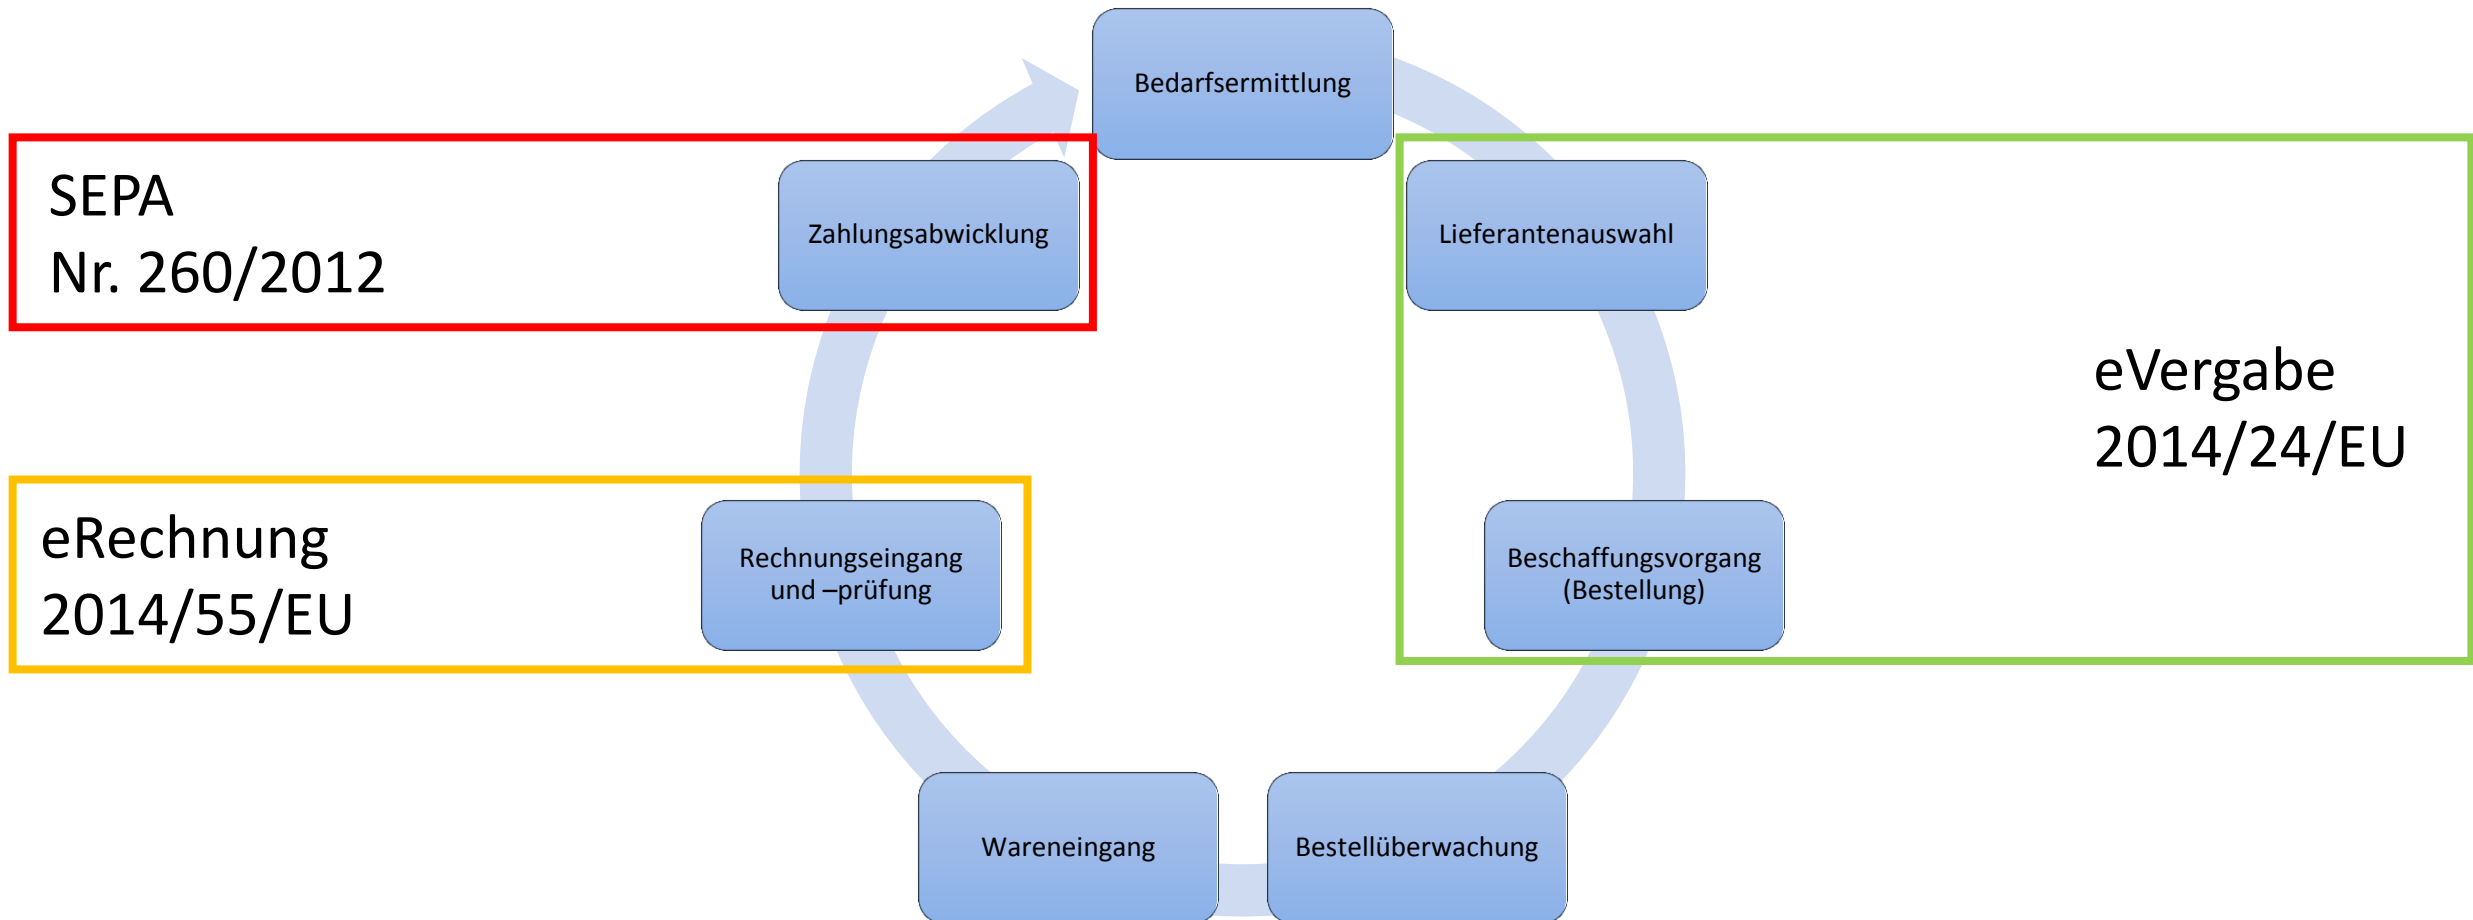 Bedarfsermittlung
SEPA
Nr. 260/2012
Zahlungsabwicklung
Lieferantenauswahl
eVergabe
2014/24/EU
eRechnung
2014/55/EU
Rechnungseingang
und –prüfung
Beschaffungsvorgang
(Bestellung)
Wareneingang
Bestellüberwachung